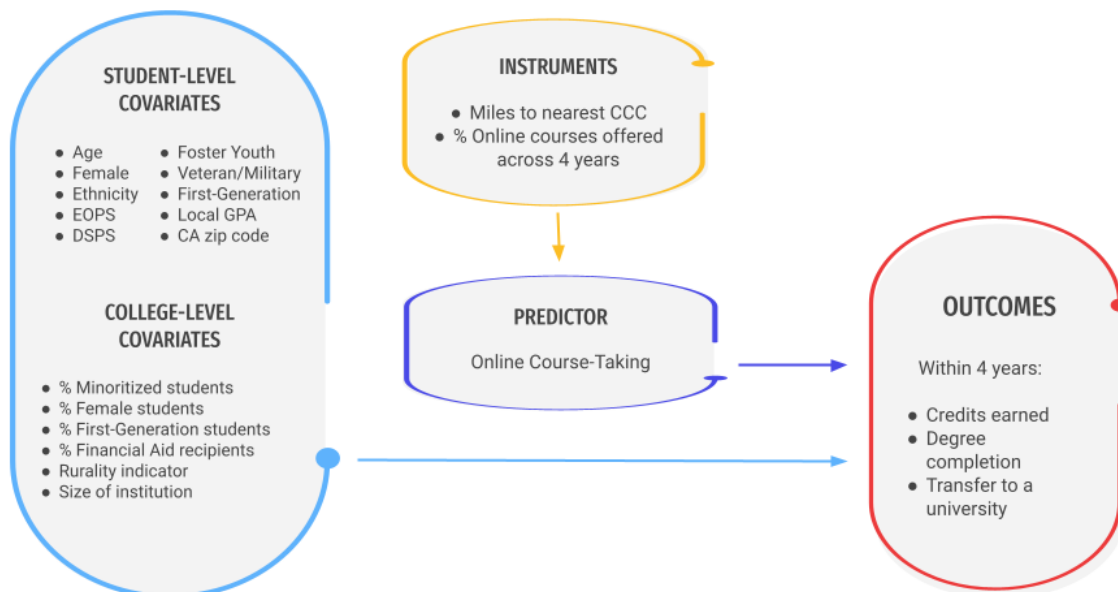 STUDENT-LEVEL
COVARIATES
● Age
● Female
● Ethnicity
● EOPS
● DSPS
● Foster Youth
● Veteran/Military
● First-Generation
● Local GPA
● CA zip code
COLLEGE-LEVEL
COVARIATES
● % Minoritized students
● % Female students
● % First-Generation students
● % Financial Aid recipients
● Rurality indicator
● Size of institution
INSTRUMENTS
● Miles to nearest CCC
● % Online courses offered
across 4 years
PREDICTOR
Online Course-Taking
OUTCOMES
Within 4 years:
● Credits earned
● Degree
completion
● Transfer to a
university